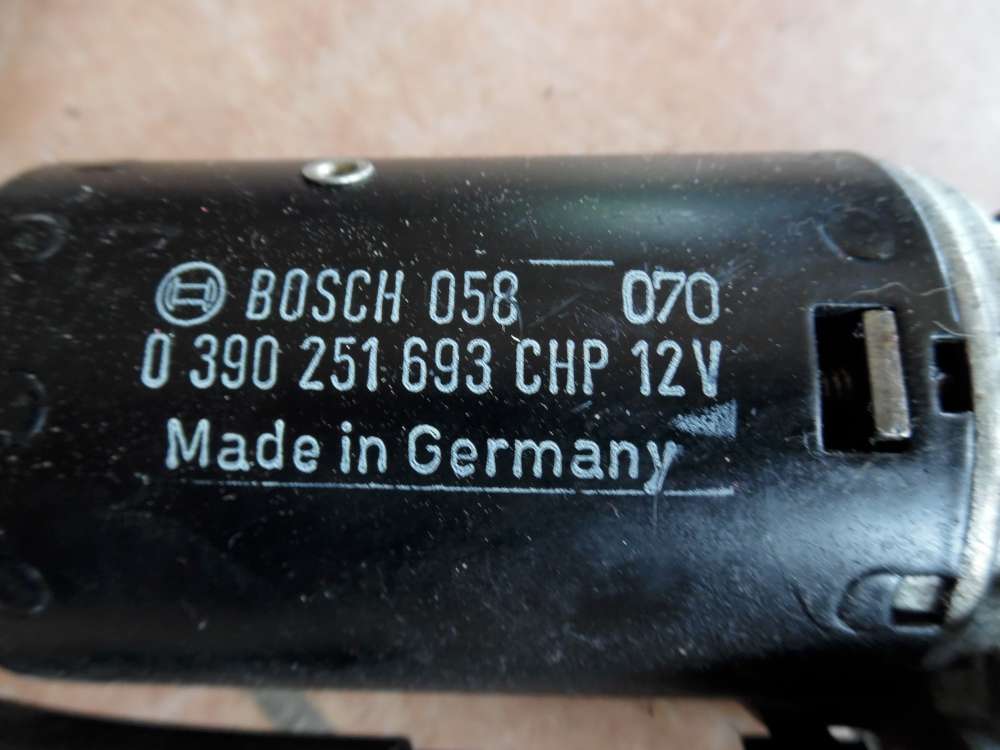 BOSCH 058 070
0 390 251 693 CHP 12V
Made in Germany